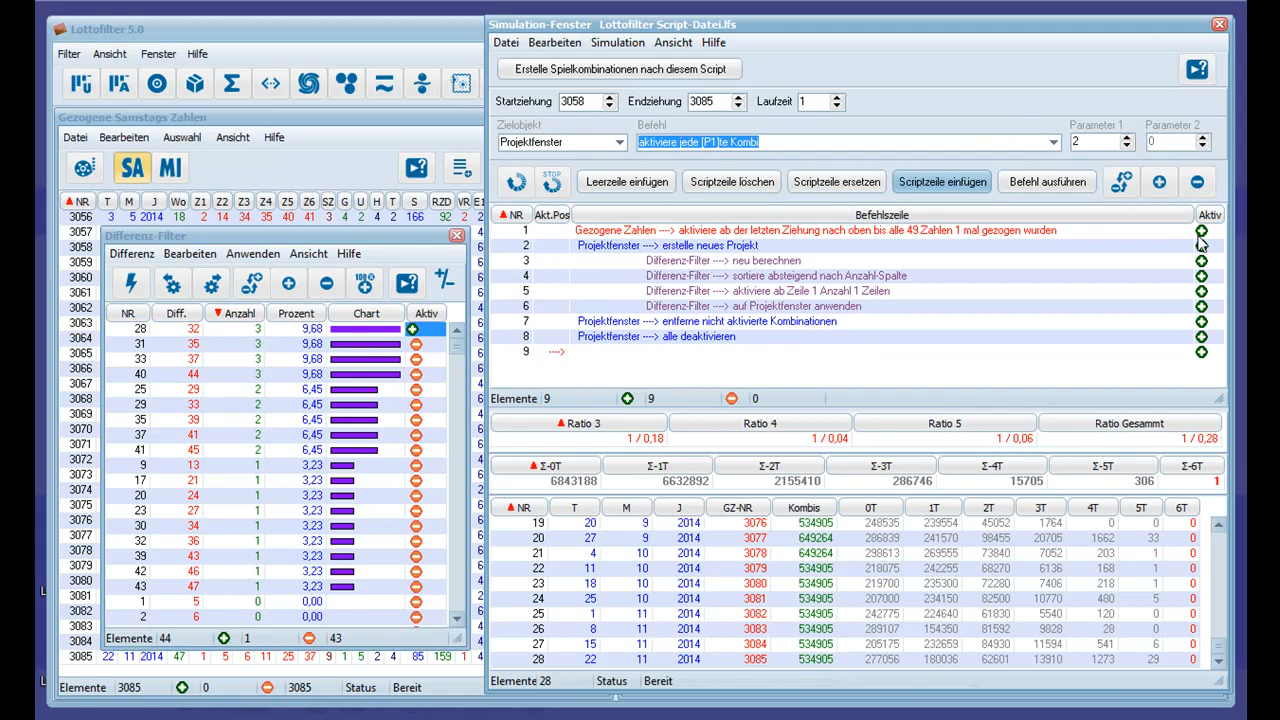 Lottofilter 5.0
Filter Ansicht Fenster Hilfe
Gezogene Samstags Zahlen
Datei Bearbeiten Auswahl Ansicht Hilfe
SA MI
NR T M J Wo Z1 Z2 Z3 Z4 Z5 Z6 SZ G U H T S RZD VR E1
3056 3 5 2014 18 2 14 34 35 40 41 3 4 2 4 2 166 92
3057
3058
3059
3060
3061
3062
3063
3064
3065
3066
3067
3068
3069
3070
3071
3072
3073
3074
3075
3076
3077
3078
3079
3080
3081
3082
3083
3084
3085 22 11 2014 47 1 5 6 11 25 37 9 1 5 2 4 85 159 1
Elemente 3085 0 3085 Status Bereit
Differenz-Filter
Differenz Bearbeiten Anwenden Ansicht Hilfe
100%
NR Diff. Anzahl Prozent Chart Aktiv
28 32 3 9,68
31 35 3 9,68
33 37 3 9,68
40 44 3 9,68
25 29 2 6,45
29 33 2 6,45
35 39 2 6,45
37 41 2 6,45
41 45 2 6,45
9 13 1 3,23
17 21 1 3,23
20 24 1 3,23
23 27 1 3,23
30 34 1 3,23
32 36 1 3,23
39 43 1 3,23
42 46 1 3,23
43 47 1 3,23
1 5 0 0,00
2 6 0 0,00
Elemente 44 1 43
Simulation-Fenster Lottofilter Script-Datei.lfs
Datei Bearbeiten Simulation Ansicht Hilfe
Erstelle Spielkombinationen nach diesem Script
Startziehung 3058 Endziehung 3085 Laufzeit 1
Zielobjekt Befehl Parameter 1 Parameter 2
Projektfenster aktiviere jede [P1]te Kombi 2 0
STOP Leerzeile einfügen Scriptzeile löschen Scriptzeile ersetzen Scriptzeile einfügen Befehl ausführen
NR Akt.Pos Befehlszeile Aktiv
1 Gezogene Zahlen ----> aktiviere ab der letzten Ziehung nach oben bis alle 49 Zahlen 1 mal gezogen wurden
2 Projektfenster ----> erstelle neues Projekt
3 Differenz-Filter ----> neu berechnen
4 Differenz-Filter ----> sortiere absteigend nach Anzahl-Spalte
5 Differenz-Filter ----> aktiviere ab Zeile 1 Anzahl 1 Zeilen
6 Differenz-Filter ----> auf Projektfenster anwenden
7 Projektfenster ----> entferne nicht aktivierte Kombinationen
8 Projektfenster ----> alle deaktivieren
9 ---->
Elemente 9 9 0
Ratio 3 Ratio 4 Ratio 5 Ratio Gesammt
1 / 0,18 1 / 0,04 1 / 0,06 1 / 0,28
Σ-0T Σ-1T Σ-2T Σ-3T Σ-4T Σ-5T Σ-6T
6843188 6632892 2155410 286746 15705 306 1
NR T M J GZ-NR Kombis 0T 1T 2T 3T 4T 5T 6T
19 20 9 2014 3076 534905 248535 239554 45052 1764 0 0 0
20 27 9 2014 3077 649264 286839 241570 98455 20705 1662 33 0
21 4 10 2014 3078 534905 298613 269555 73840 7052 203 1 0
22 11 10 2014 3079 534905 218075 242255 68270 6136 168 1 0
23 18 10 2014 3080 534905 219700 235300 72280 7406 218 1 0
24 25 10 2014 3081 534905 207000 234150 82500 10770 480 5 0
25 1 11 2014 3082 534905 242775 224640 61830 5540 120 0 0
26 8 11 2014 3083 534905 289107 154350 81592 9828 28 0 0
27 15 11 2014 3084 534905 229320 208850 84930 11594 541 6 0
28 22 11 2014 3085 534905 277056 180036 62601 13910 1273 29 0
Elemente 28 Status Bereit